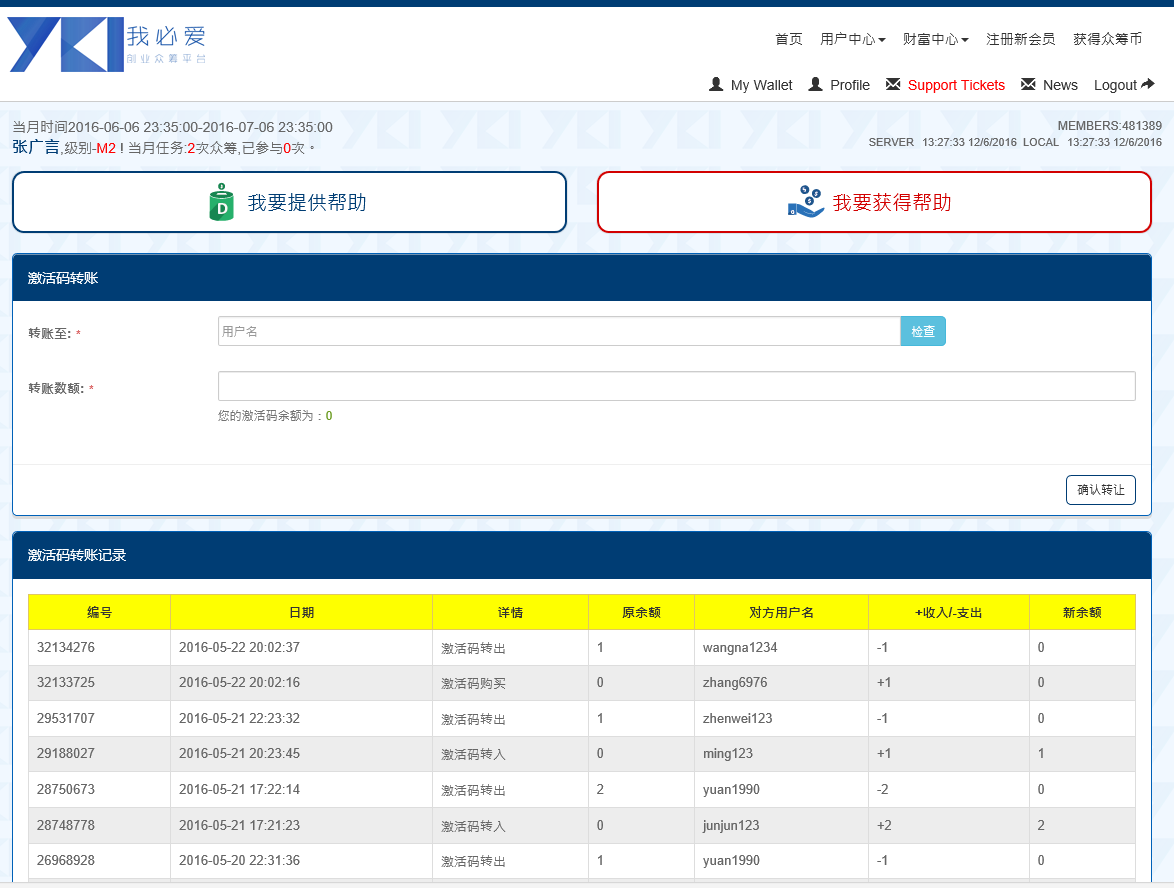 YKI 我必爱
创业众筹平台
首页 用户中心 财富中心 注册新会员 获得众筹币
My Wallet Profile Support Tickets News Logout
当月时间2016-06-06 23:35:00-2016-07-06 23:35:00
MEMBERS:481389
张广言,级别-M2 ! 当月任务:2次众筹,已参与0次。
SERVER 13:27:33 12/6/2016 LOCAL 13:27:33 12/6/2016
D 我要提供帮助
我要获得帮助
激活码转账
转账至: * 用户名 检查
转账数额: *
您的激活码余额为：0
确认转让
激活码转账记录
编号 日期 详情 原余额 对方用户名 +收入/-支出 新余额
32134276 2016-05-22 20:02:37 激活码转出 1 wangna1234 -1 0
32133725 2016-05-22 20:02:16 激活码购买 0 zhang6976 +1 0
29531707 2016-05-21 22:23:32 激活码转出 1 zhenwei123 -1 0
29188027 2016-05-21 20:23:45 激活码转入 0 ming123 +1 1
28750673 2016-05-21 17:22:14 激活码转出 2 yuan1990 -2 0
28748778 2016-05-21 17:21:23 激活码转入 0 junjun123 +2 2
26968928 2016-05-20 22:31:36 激活码转出 1 yuan1990 -1 0